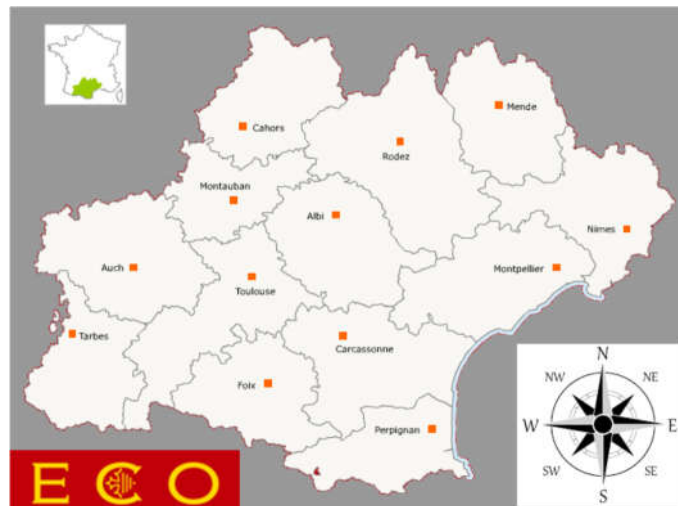 Mende
Cahors
Rodez
Montauban
Albi
Nimes
Auch
Montpellier
Toulouse
Tarbes
Carcassonne
Foix
Perpignan
N
NW
NE
W
E
SW
SE
S
ECO